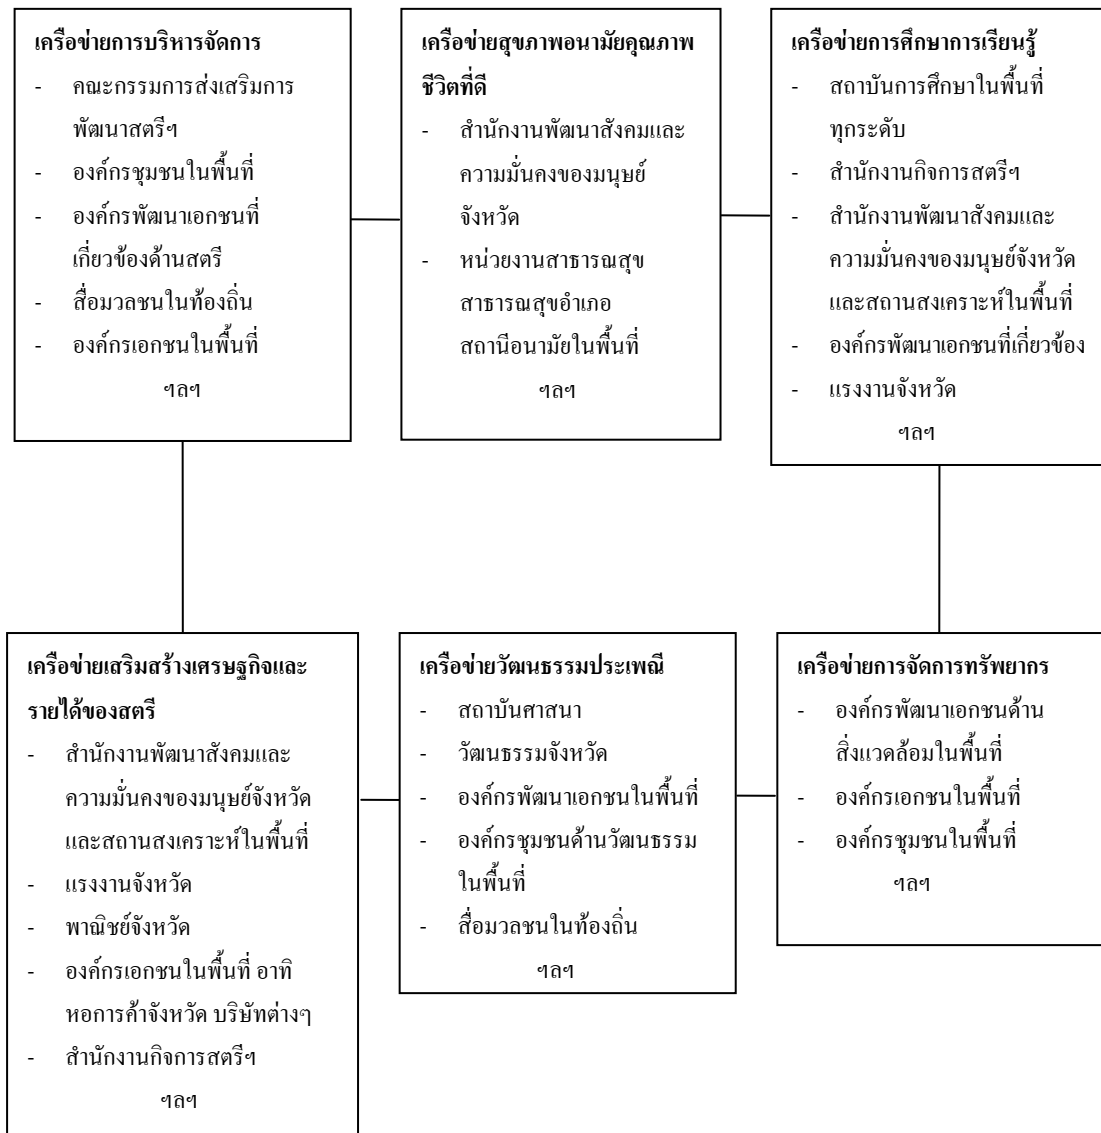 เครือข่ายการบริหารจัดการ
- คณะกรรมการส่งเสริมการ
พัฒนาสตรีฯ
- องค์กรชุมชนในพื้นที่
- องค์กรพัฒนาเอกชนที่
เกี่ยวข้องด้านสตรี
- สื่อมวลชนในท้องถิ่น
- องค์กรเอกชนในพื้นที่
ฯลฯ
เครือข่ายสุขภาพอนามัยคุณภาพ
ชีวิตที่ดี
- สำนักงานพัฒนาสังคมและ
ความมั่นคงของมนุษย์
จังหวัด
- หน่วยงานสาธารณสุข
สาธารณสุขอำเภอ
สถานีอนามัยในพื้นที่
ฯลฯ
เครือข่ายการศึกษาการเรียนรู้
- สถาบันการศึกษาในพื้นที่
ทุกระดับ
- สำนักงานกิจการสตรีฯ
- สำนักงานพัฒนาสังคมและ
ความมั่นคงของมนุษย์จังหวัด
และสถานสงเคราะห์ในพื้นที่
- องค์กรพัฒนาเอกชนที่เกี่ยวข้อง
- แรงงานจังหวัด
ฯลฯ
เครือข่ายเสริมสร้างเศรษฐกิจและ
รายได้ของสตรี
- สำนักงานพัฒนาสังคมและ
ความมั่นคงของมนุษย์จังหวัด
และสถานสงเคราะห์ในพื้นที่
- แรงงานจังหวัด
- พาณิชย์จังหวัด
- องค์กรเอกชนในพื้นที่ อาทิ
หอการค้าจังหวัด บริษัทต่างๆ
- สำนักงานกิจการสตรีฯ
ฯลฯ
เครือข่ายวัฒนธรรมประเพณี
- สถาบันศาสนา
- วัฒนธรรมจังหวัด
- องค์กรพัฒนาเอกชนในพื้นที่
- องค์กรชุมชนด้านวัฒนธรรม
ในพื้นที่
- สื่อมวลชนในท้องถิ่น
ฯลฯ
เครือข่ายการจัดการทรัพยากร
- องค์กรพัฒนาเอกชนด้าน
สิ่งแวดล้อมในพื้นที่
- องค์กรเอกชนในพื้นที่
- องค์กรชุมชนในพื้นที่
ฯลฯ